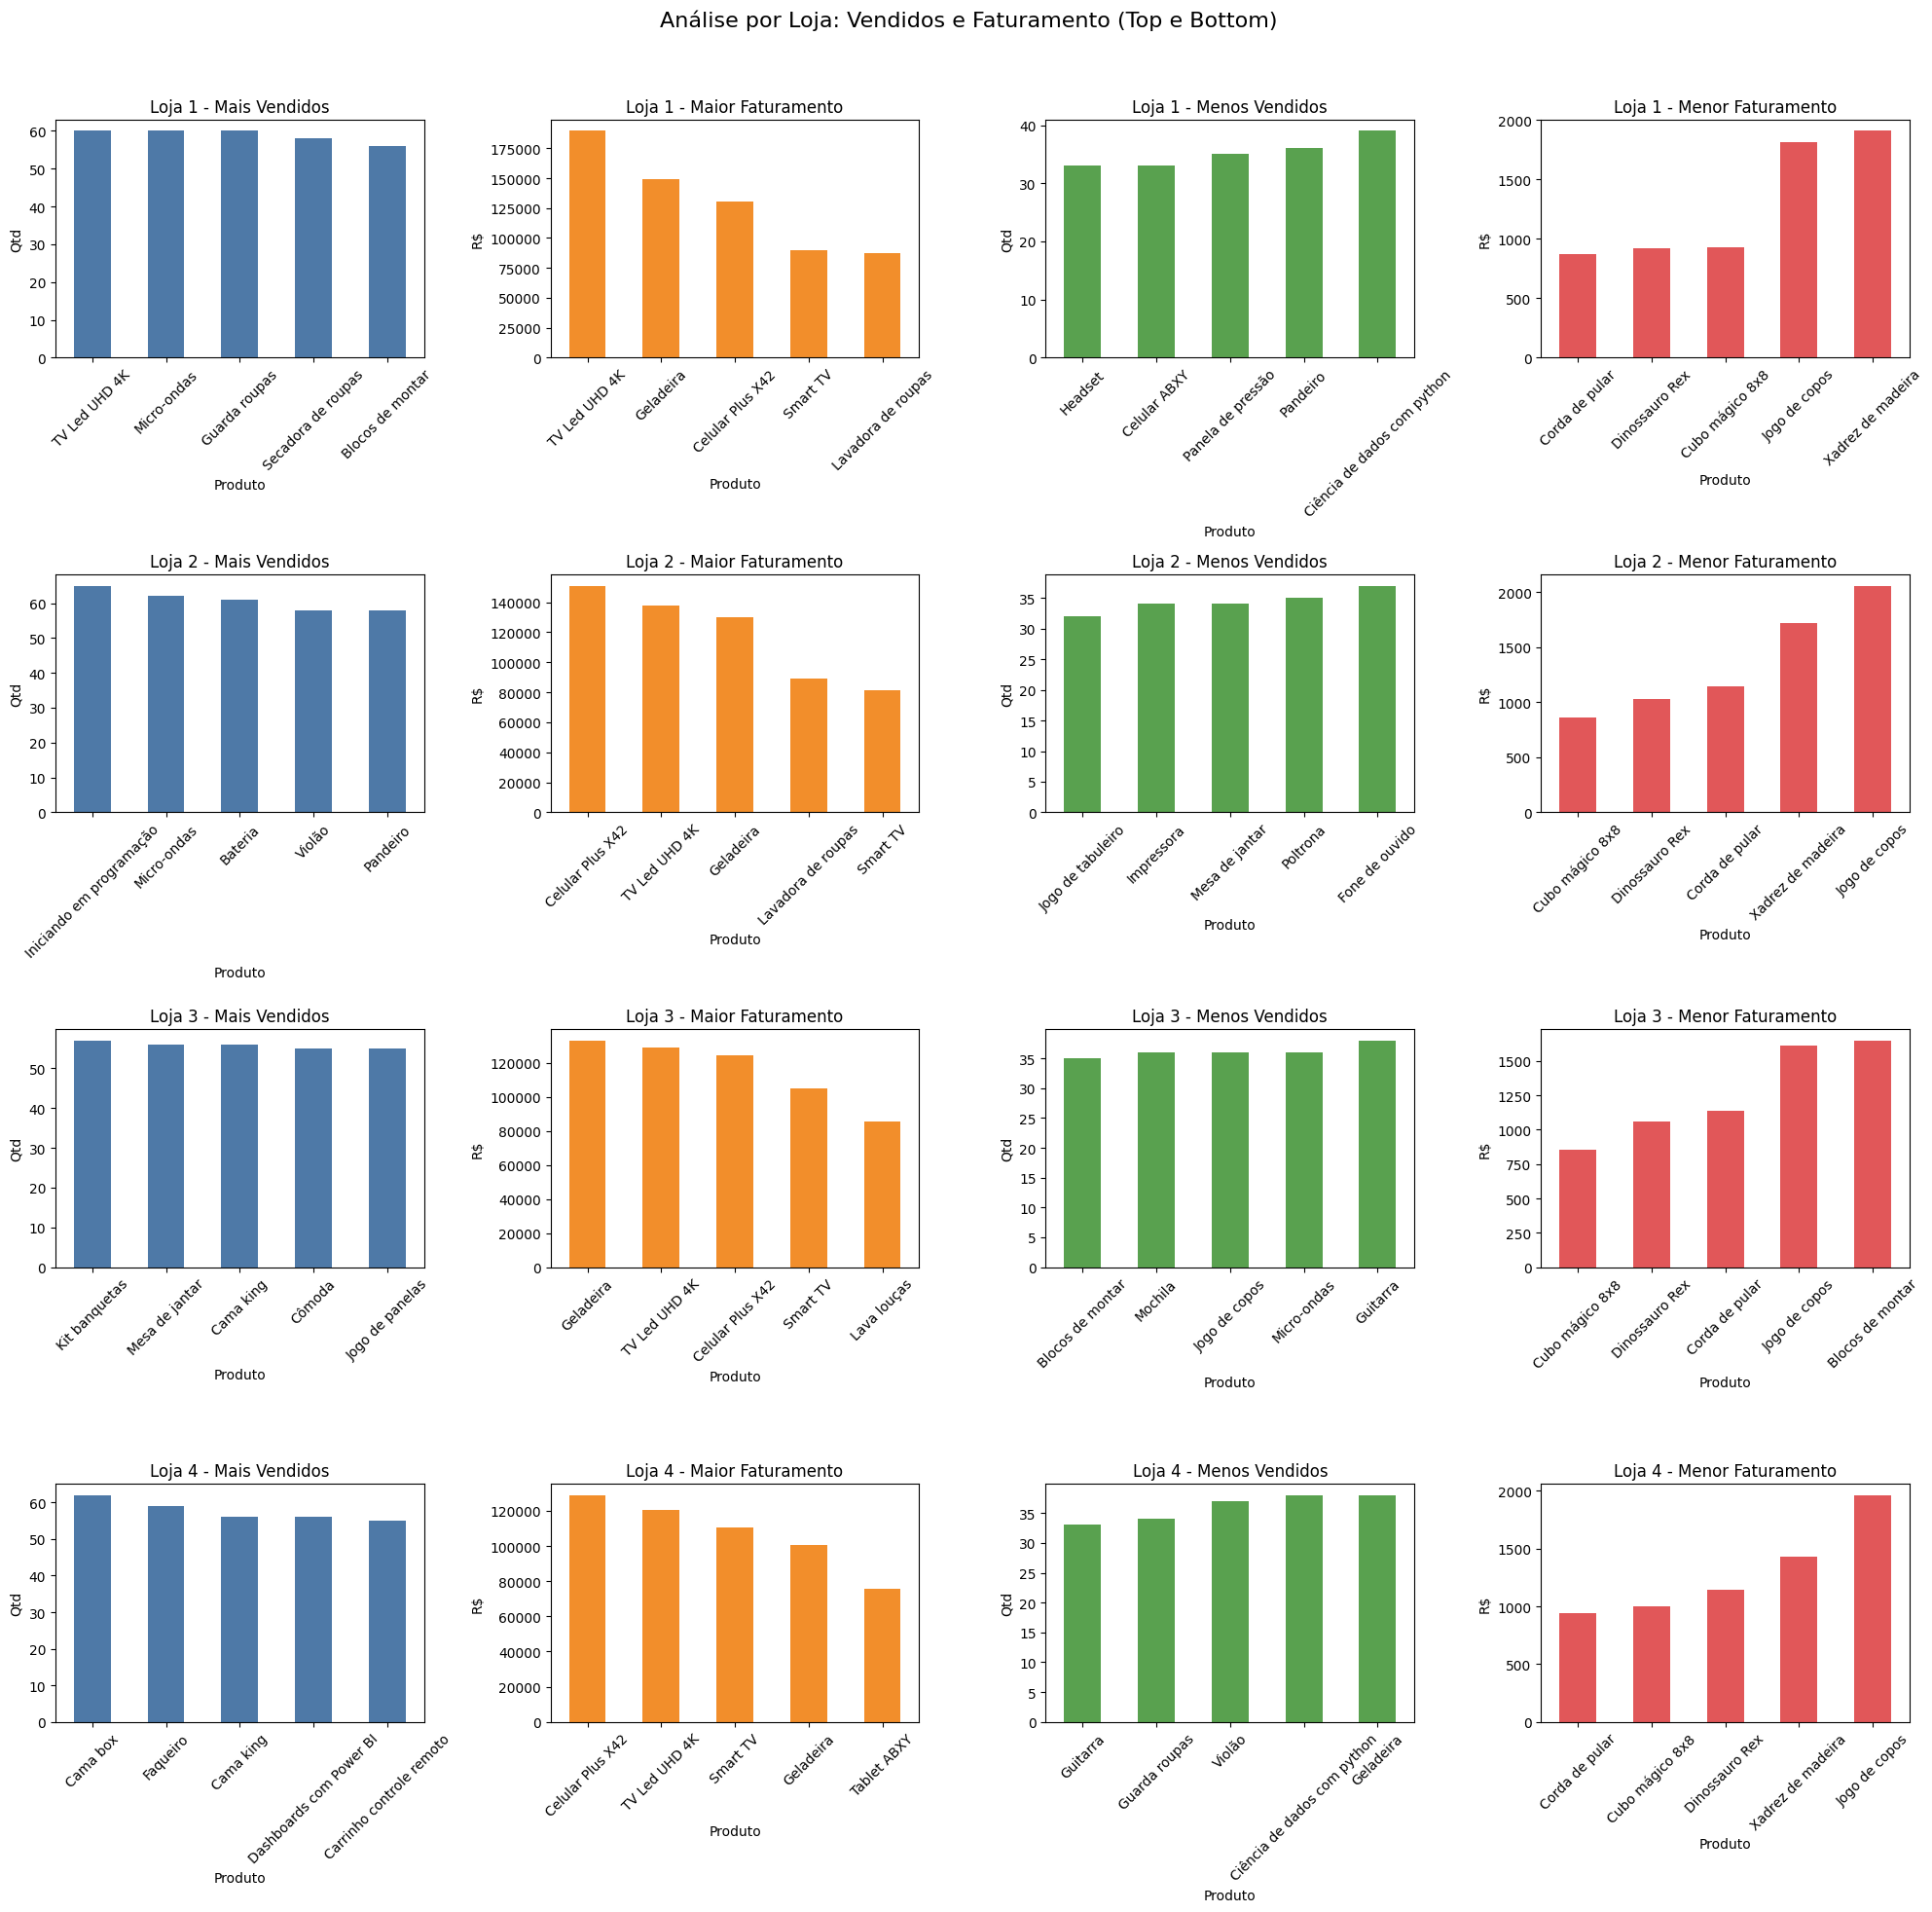 Análise por Loja: Vendidos e Faturamento (Top e Bottom)
Loja 1 - Mais Vendidos
60
50
40
30
20
10
0
Qtd
TV Led UHD 4K
Micro-ondas
Guarda roupas
Secadora de roupas
Blocos de montar
Produto
Loja 1 - Maior Faturamento
175000
150000
125000
100000
75000
50000
25000
0
R$
TV Led UHD 4K
Geladeira
Celular Plus X42
Smart TV
Lavadora de roupas
Produto
Loja 1 - Menos Vendidos
40
30
20
10
0
Qtd
Headset
Celular ABXY
Panela de pressão
Pandeiro
Ciência de dados com python
Produto
Loja 1 - Menor Faturamento
2000
1500
1000
500
0
R$
Corda de pular
Dinossauro Rex
Cubo mágico 8x8
Jogo de copos
Xadrez de madeira
Produto
Loja 2 - Mais Vendidos
60
50
40
30
20
10
0
Qtd
Iniciando em programação
Micro-ondas
Bateria
Violão
Pandeiro
Produto
Loja 2 - Maior Faturamento
140000
120000
100000
80000
60000
40000
20000
0
R$
Celular Plus X42
TV Led UHD 4K
Geladeira
Lavadora de roupas
Smart TV
Produto
Loja 2 - Menos Vendidos
35
30
25
20
15
10
5
0
Qtd
Jogo de tabuleiro
Impressora
Mesa de jantar
Poltrona
Fone de ouvido
Produto
Loja 2 - Menor Faturamento
2000
1500
1000
500
0
R$
Cubo mágico 8x8
Dinossauro Rex
Corda de pular
Xadrez de madeira
Jogo de copos
Produto
Loja 3 - Mais Vendidos
50
40
30
20
10
0
Qtd
Kit banquetas
Mesa de jantar
Cama king
Cômoda
Jogo de panelas
Produto
Loja 3 - Maior Faturamento
120000
100000
80000
60000
40000
20000
0
R$
Geladeira
TV Led UHD 4K
Celular Plus X42
Smart TV
Lava louças
Produto
Loja 3 - Menos Vendidos
35
30
25
20
15
10
5
0
Qtd
Blocos de montar
Mochila
Jogo de copos
Micro-ondas
Guitarra
Produto
Loja 3 - Menor Faturamento
1500
1250
1000
750
500
250
0
R$
Cubo mágico 8x8
Dinossauro Rex
Corda de pular
Jogo de copos
Blocos de montar
Produto
Loja 4 - Mais Vendidos
60
50
40
30
20
10
0
Qtd
Cama box
Faqueiro
Cama king
Dashboards com Power BI
Carrinho controle remoto
Produto
Loja 4 - Maior Faturamento
120000
100000
80000
60000
40000
20000
0
R$
Celular Plus X42
TV Led UHD 4K
Smart TV
Geladeira
Tablet ABXY
Produto
Loja 4 - Menos Vendidos
35
30
25
20
15
10
5
0
Qtd
Guitarra
Guarda roupas
Violão
Ciência de dados com python
Geladeira
Produto
Loja 4 - Menor Faturamento
2000
1500
1000
500
0
R$
Corda de pular
Cubo mágico 8x8
Dinossauro Rex
Xadrez de madeira
Jogo de copos
Produto